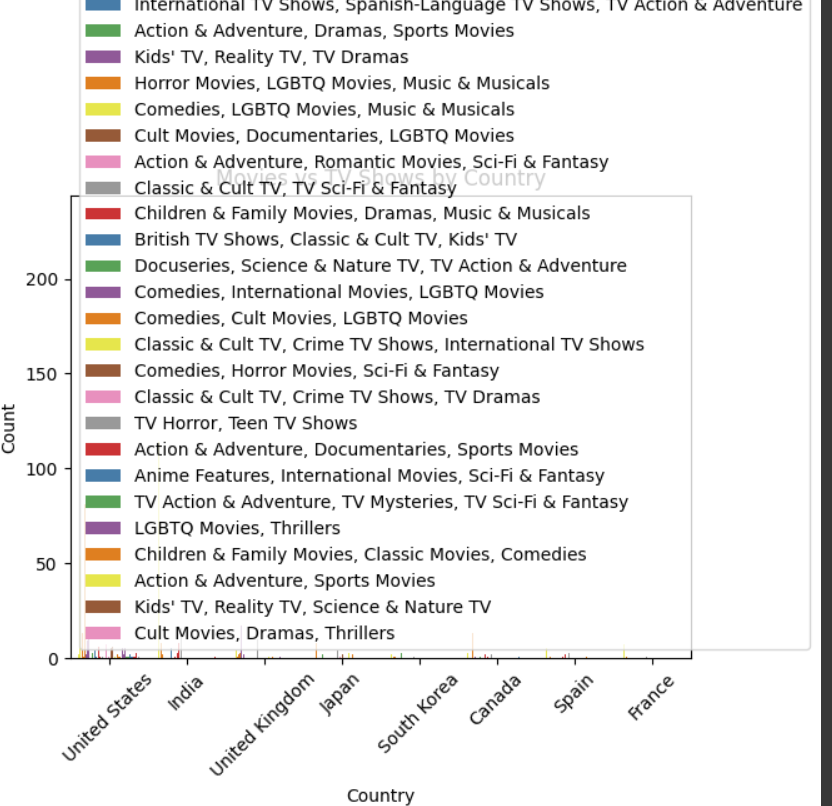 International TV Shows, Spanish-Language TV Shows, TV Action & Adventure
Action & Adventure, Dramas, Sports Movies
Kids' TV, Reality TV, TV Dramas
Horror Movies, LGBTQ Movies, Music & Musicals
Comedies, LGBTQ Movies, Music & Musicals
Cult Movies, Documentaries, LGBTQ Movies
Action & Adventure, Romantic Movies, Sci-Fi & Fantasy
Movies vs TV Shows by Country
Classic & Cult TV, TV Sci-Fi & Fantasy
Children & Family Movies, Dramas, Music & Musicals
British TV Shows, Classic & Cult TV, Kids' TV
Docuseries, Science & Nature TV, TV Action & Adventure
Comedies, International Movies, LGBTQ Movies
Comedies, Cult Movies, LGBTQ Movies
Classic & Cult TV, Crime TV Shows, International TV Shows
Comedies, Horror Movies, Sci-Fi & Fantasy
Classic & Cult TV, Crime TV Shows, TV Dramas
TV Horror, Teen TV Shows
Action & Adventure, Documentaries, Sports Movies
Anime Features, International Movies, Sci-Fi & Fantasy
TV Action & Adventure, TV Mysteries, TV Sci-Fi & Fantasy
LGBTQ Movies, Thrillers
Children & Family Movies, Classic Movies, Comedies
Action & Adventure, Sports Movies
Kids' TV, Reality TV, Science & Nature TV
Cult Movies, Dramas, Thrillers
200
150
100
50
0
Count
United States
India
United Kingdom
Japan
South Korea
Canada
Spain
France
Country